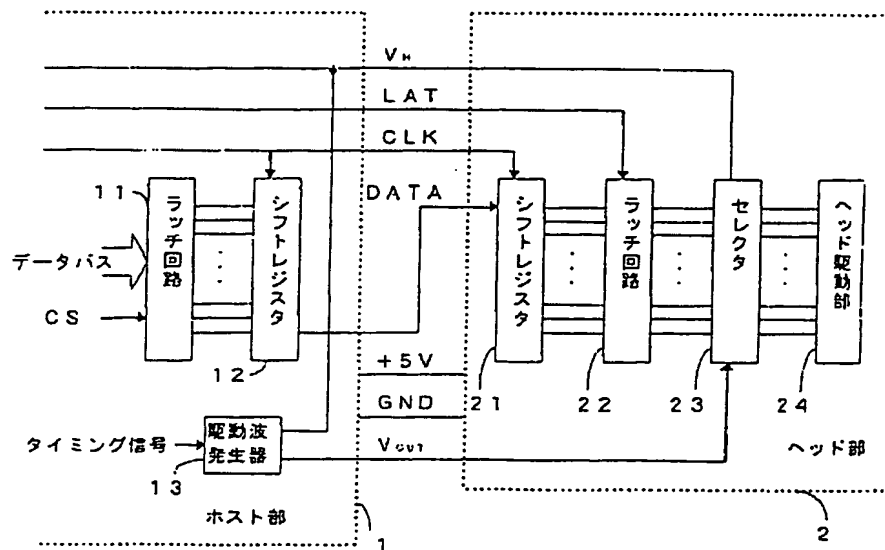 VH
LAT
CLK
DATA
11
ラッチ回路
シフトレジスタ
データバス
CS
12
+5V
GND
VOUT
タイミング信号
駆動波
発生器
13
ホスト部
1
シフトレジスタ
ラッチ回路
セレクタ
ヘッド駆動部
21
22
23
24
ヘッド部
2